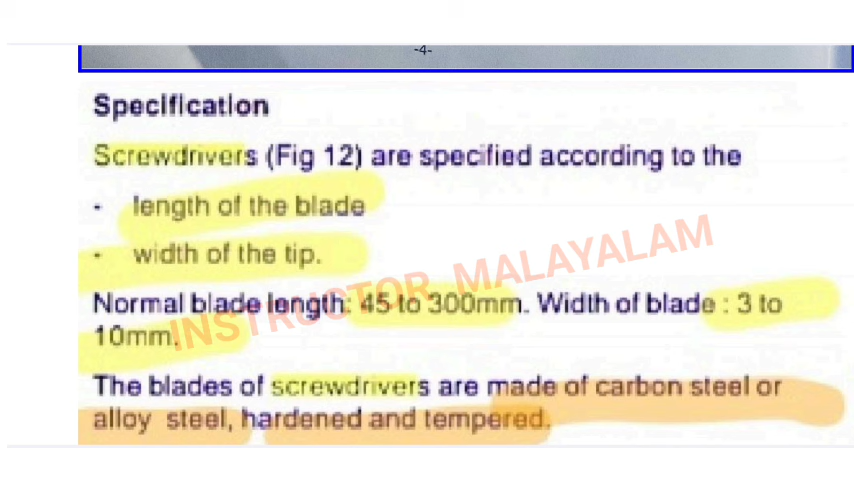 -4-
Specification
Screwdrivers (Fig 12) are specified according to the
- length of the blade
- width of the tip.
INSTRUCTOR MALAYALAM
Normal blade length: 45 to 300mm. Width of blade : 3 to
10mm.
The blades of screwdrivers are made of carbon steel or
alloy steel, hardened and tempered.